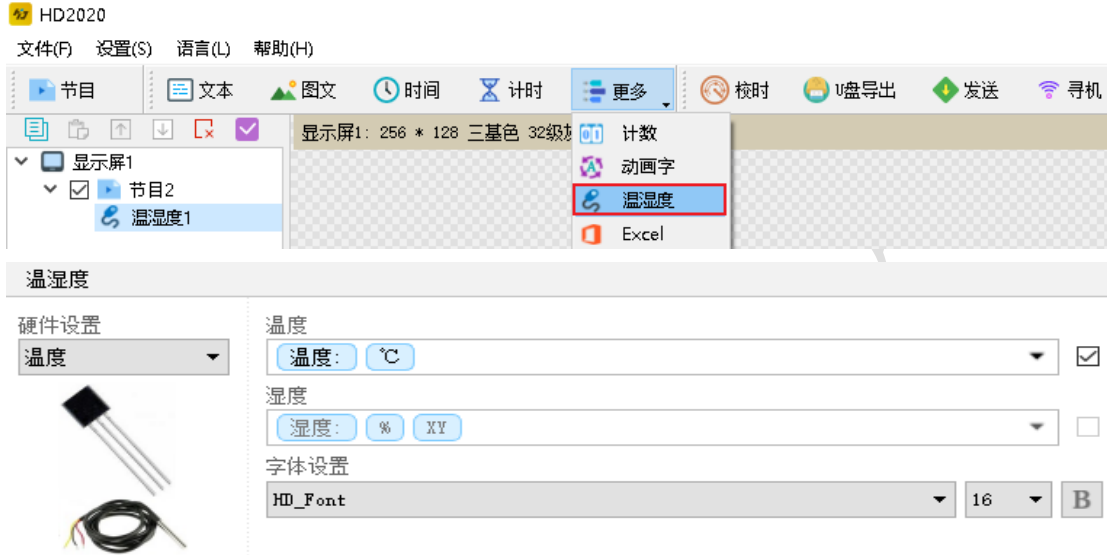 HD2020
文件(F) 设置(S) 语言(L) 帮助(H)
节目 文本 图文 时间 计时 更多 校时 U盘导出 发送 寻机
显示屏1: 256 * 128 三基色 32级
计数
显示屏1
动画字
节目2
温湿度
温湿度1
Excel
温湿度
硬件设置
温度
温度
温度: ℃
湿度
湿度: % XY
字体设置
HD_Font 16 B